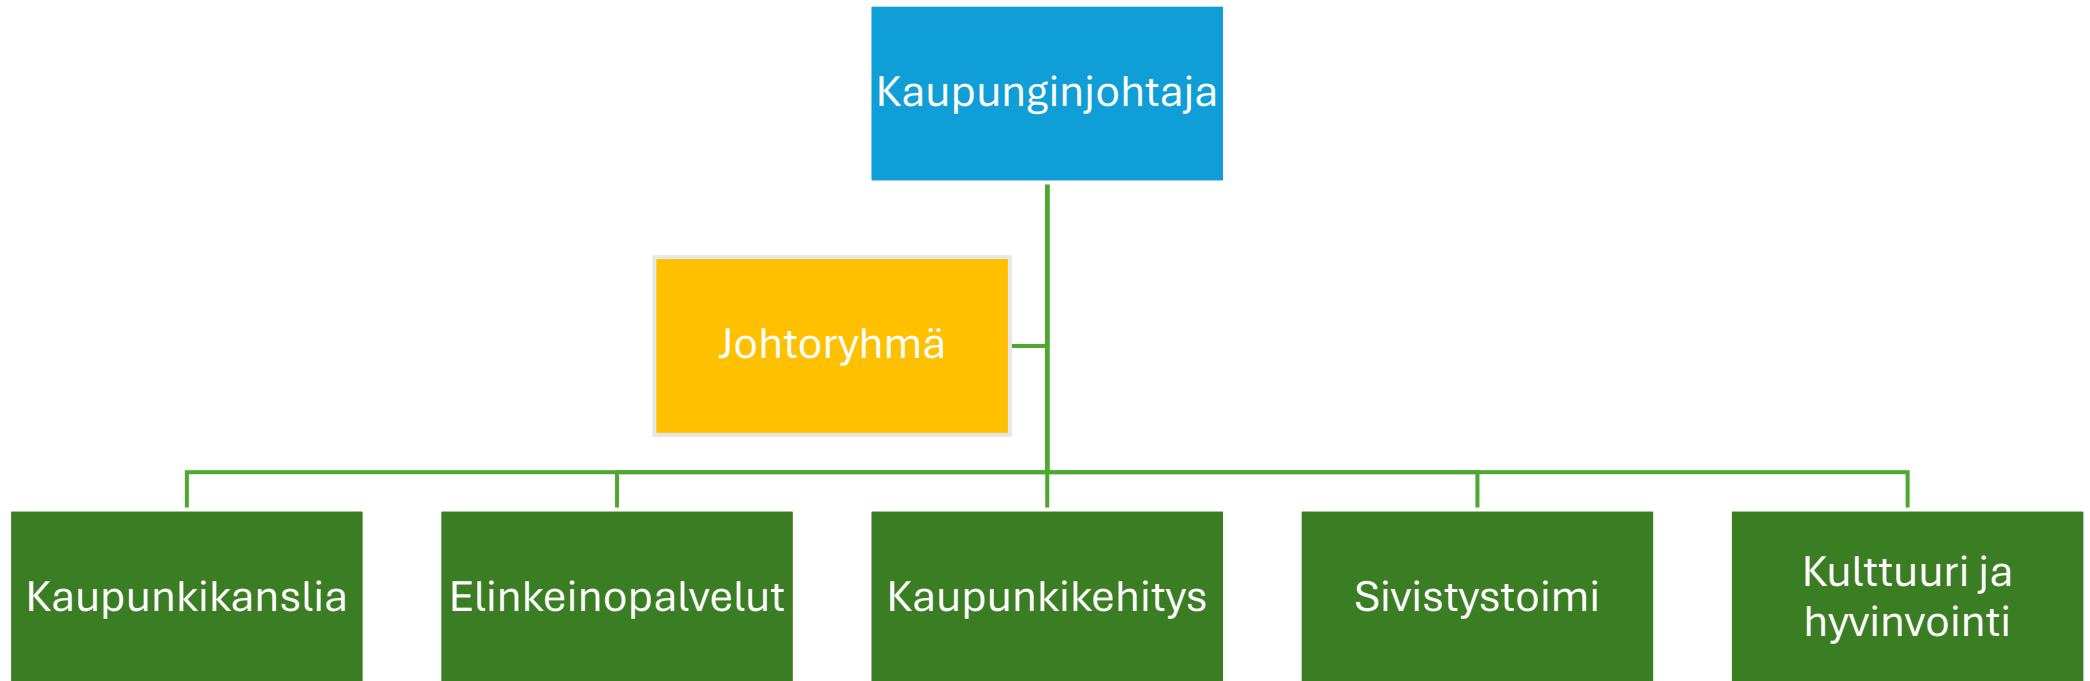 Kaupunginjohtaja
Johtoryhmä
Kaupunkikanslia
Elinkeinopalvelut
Kaupunkikehitys
Sivistystoimi
Kulttuuri ja
hyvinvointi